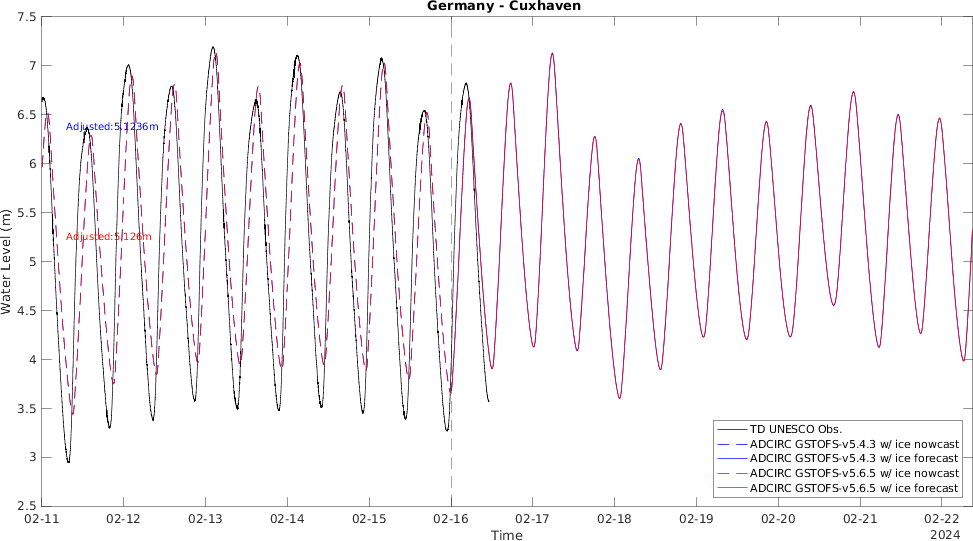 Germany - Cuxhaven
7.5
7
6.5
6
5.5
5
4.5
4
3.5
3
2.5
Water Level (m)
Adjusted:5.1236m
Adjusted:5.126m
TD UNESCO Obs.
ADCIRC GSTOFS-v5.4.3 w/ ice nowcast
ADCIRC GSTOFS-v5.4.3 w/ ice forecast
ADCIRC GSTOFS-v5.6.5 w/ ice nowcast
ADCIRC GSTOFS-v5.6.5 w/ ice forecast
02-11 02-12 02-13 02-14 02-15 02-16 02-17 02-18 02-19 02-20 02-21 02-22
Time
2024